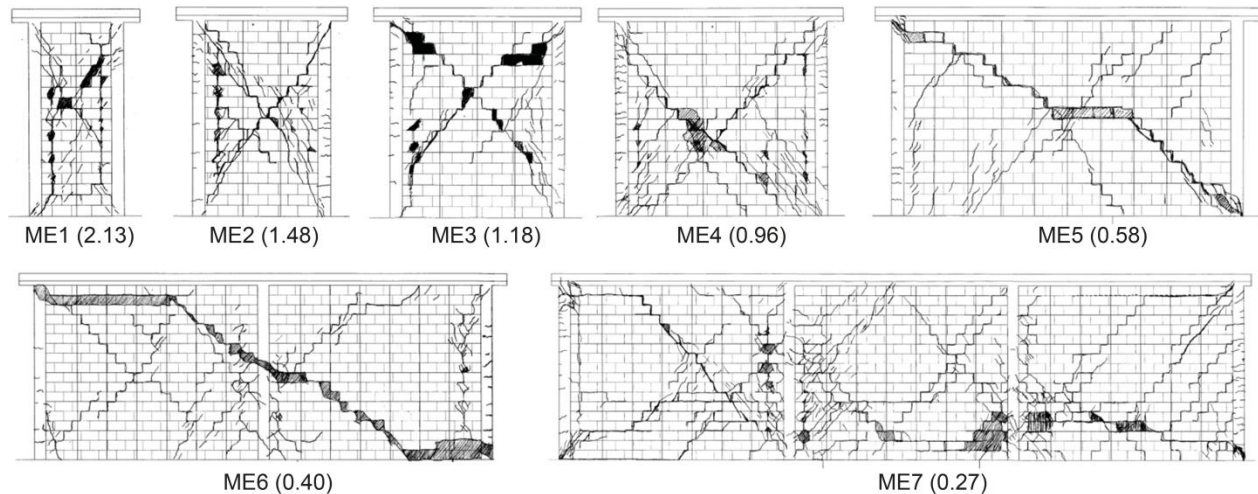 ME1 (2.13)
ME2 (1.48)
ME3 (1.18)
ME4 (0.96)
ME5 (0.58)
ME6 (0.40)
ME7 (0.27)